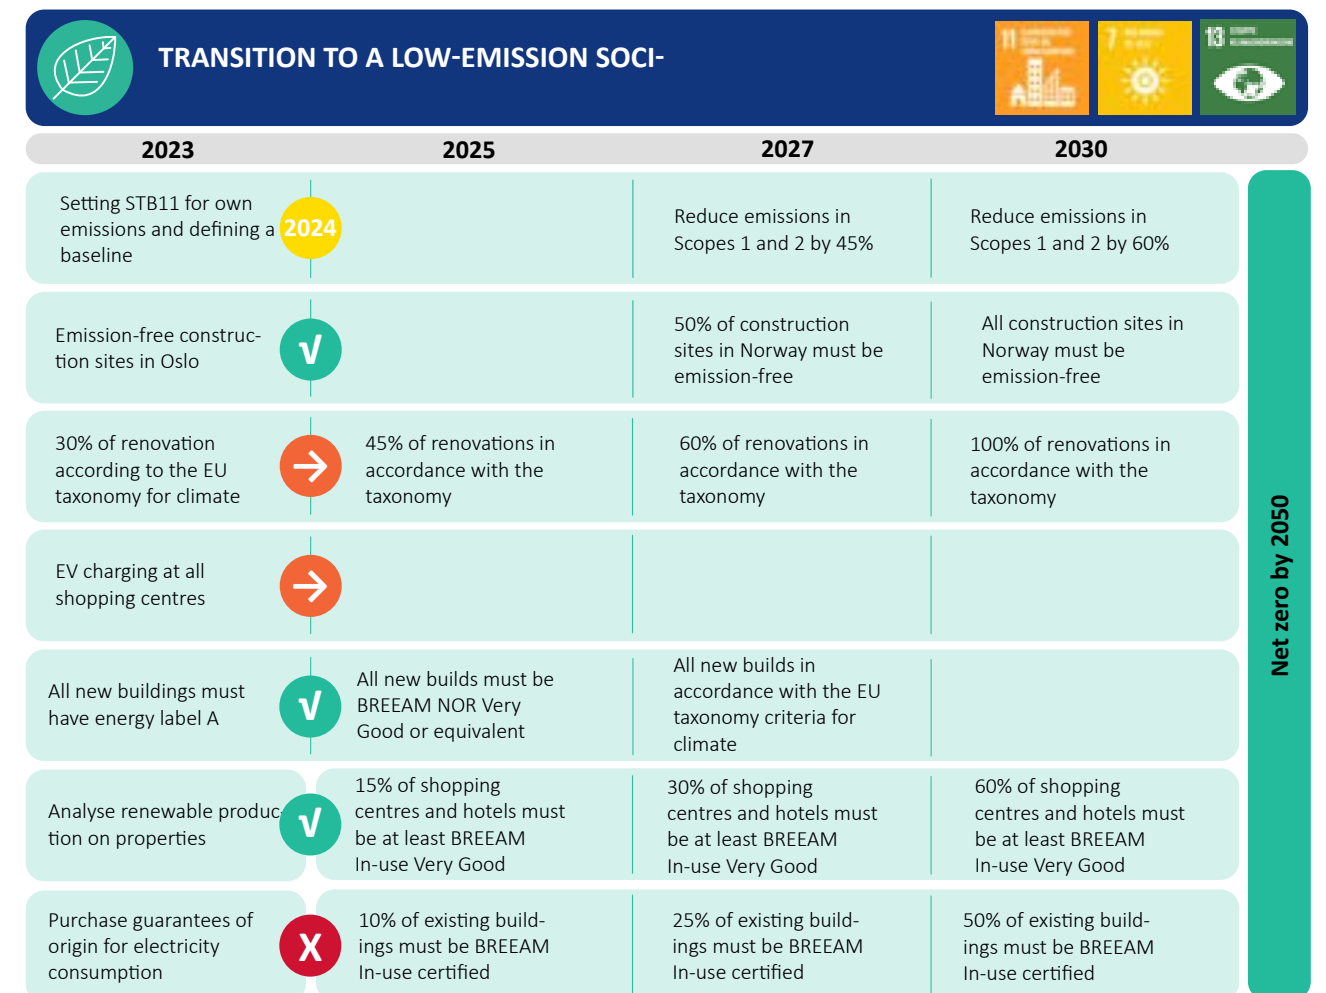 TRANSITION TO A LOW-EMISSION SOCI-
11
7
13
2023
2025
2027
2030
Setting STB11 for own
emissions and defining a
baseline
2024
Reduce emissions in
Scopes 1 and 2 by 45%
Reduce emissions in
Scopes 1 and 2 by 60%
Emission-free construc-
tion sites in Oslo
√
50% of construction
sites in Norway must be
emission-free
All construction sites in
Norway must be
emission-free
30% of renovation
according to the EU
taxonomy for climate
45% of renovations in
accordance with the
taxonomy
60% of renovations in
accordance with the
taxonomy
100% of renovations in
accordance with the
taxonomy
EV charging at all
shopping centres
All new buildings must
have energy label A
√
All new builds must be
BREEAM NOR Very
Good or equivalent
All new builds in
accordance with the EU
taxonomy criteria for
climate
Analyse renewable produc-
tion on properties
√
15% of shopping
centres and hotels must
be at least BREEAM
In-use Very Good
30% of shopping
centres and hotels must
be at least BREEAM
In-use Very Good
60% of shopping
centres and hotels must
be at least BREEAM
In-use Very Good
Purchase guarantees of
origin for electricity
consumption
X
10% of existing build-
ings must be BREEAM
In-use certified
25% of existing build-
ings must be BREEAM
In-use certified
50% of existing build-
ings must be BREEAM
In-use certified
Net zero by 2050